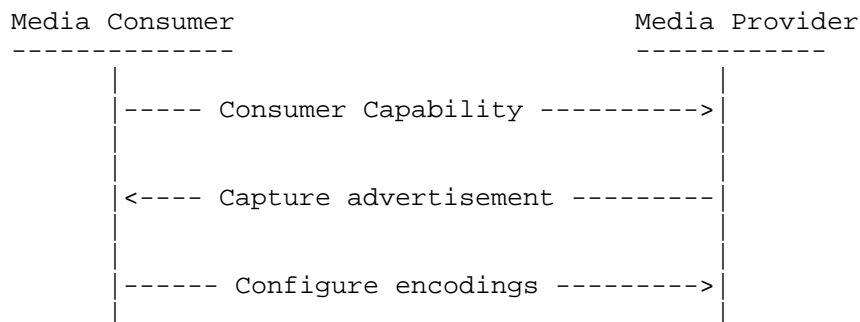 Media Consumer                         Media Provider
--------------                         ------------
|                                       |
|----- Consumer Capability ---------->|
|                                       |
|                                       |
|<---- Capture advertisement ---------|
|                                       |
|                                       |
|------ Configure encodings --------->|
|                                       |